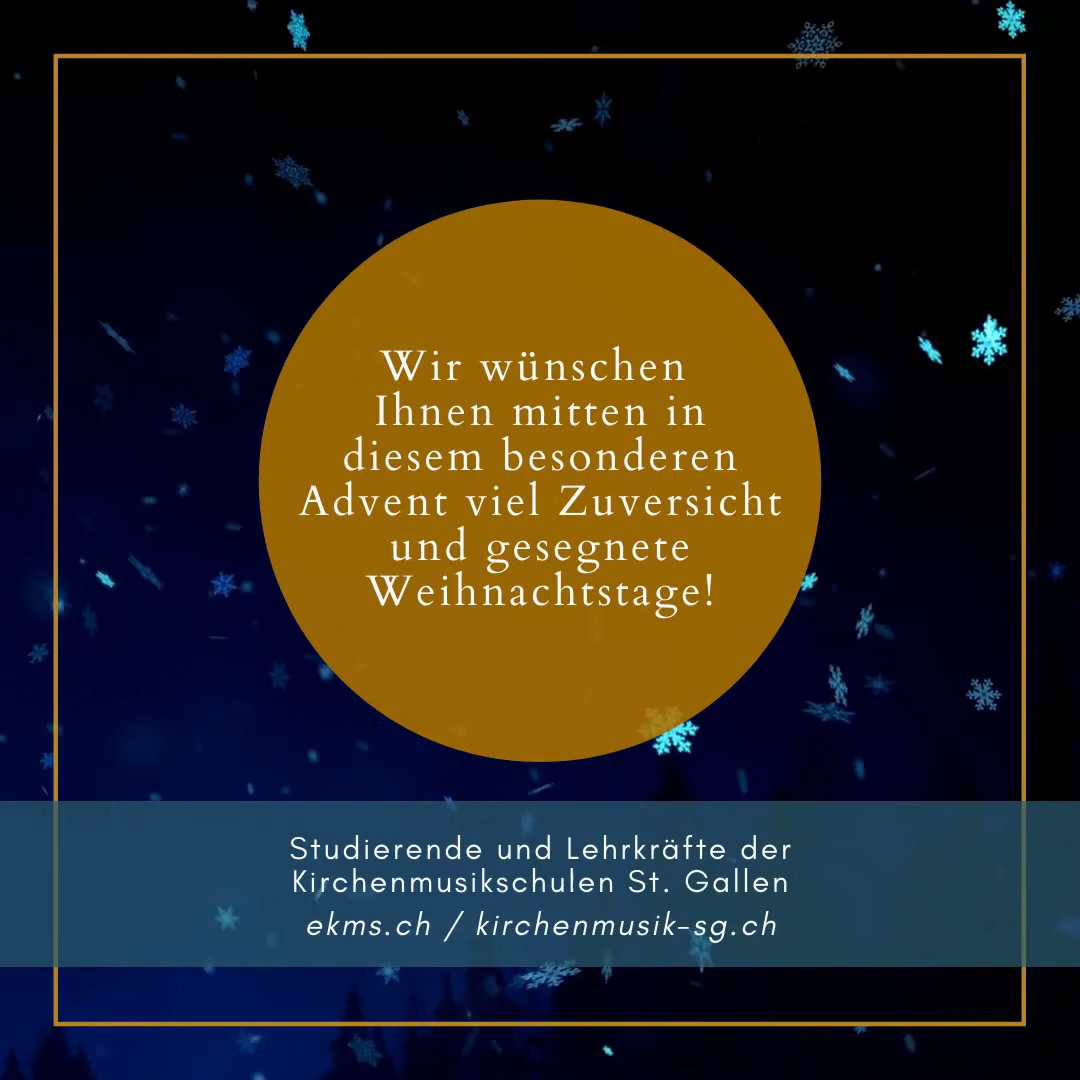 Wir wünschen
Ihnen mitten in
diesem besonderen
Advent viel Zuversicht
und gesegnete
Weihnachtstage!
Studierende und Lehrkräfte der
Kirchenmusikschulen St. Gallen
ekms.ch / kirchenmusik-sg.ch